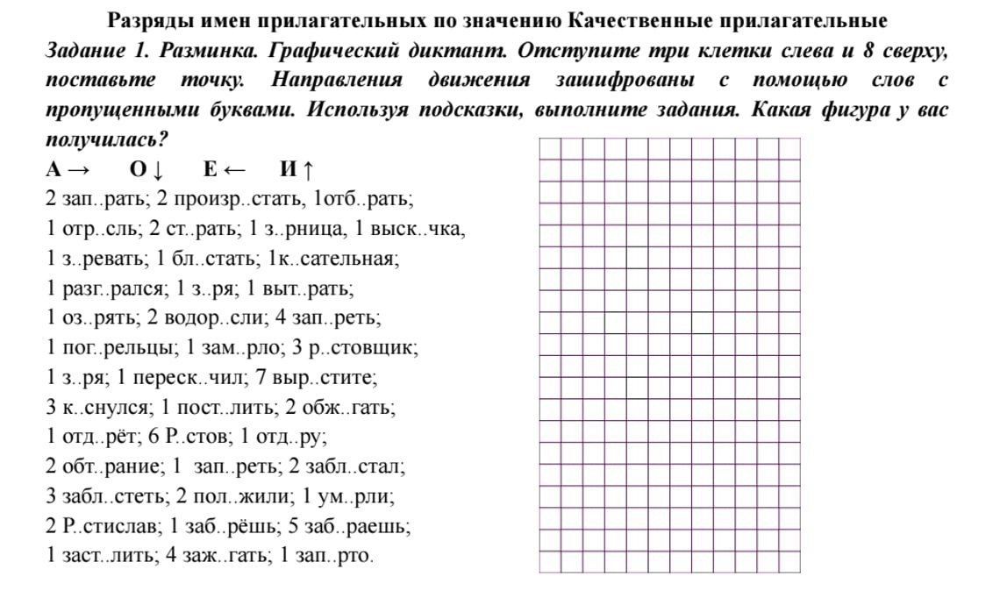 Разряды имен прилагательных по значению Качественные прилагательные
Задание 1. Разминка. Графический диктант. Отступите три клетки слева и 8 сверху,
поставьте точку. Направления движения зашифрованы с помощью слов с
пропущенными буквами. Используя подсказки, выполните задания. Какая фигура у вас
получилась?
А → О ↓ Е ← И ↑
2 зап..рать; 2 произр..стать, 1отб..рать;
1 отр..сль; 2 ст..рать; 1 з..рница, 1 выск..чка,
1 з..ревать; 1 бл..стать; 1к..сательная;
1 разг..рался; 1 з..ря; 1 выт..рать;
1 оз..рять; 2 водор..сли; 4 зап..реть;
1 пог..рельцы; 1 зам..рло; 3 р..стовщик;
1 з..ря; 1 переск..чил; 7 выр..стите;
3 к..снулся; 1 пост..лить; 2 обж..гать;
1 отд..рёт; 6 Р..стов; 1 отд..ру;
2 обт..рание; 1 зап..реть; 2 забл..стал;
3 забл..стеть; 2 пол..жили; 1 ум..рли;
2 Р..стислав; 1 заб..рёшь; 5 заб..раешь;
1 заст..лить; 4 заж..гать; 1 зап..рто.